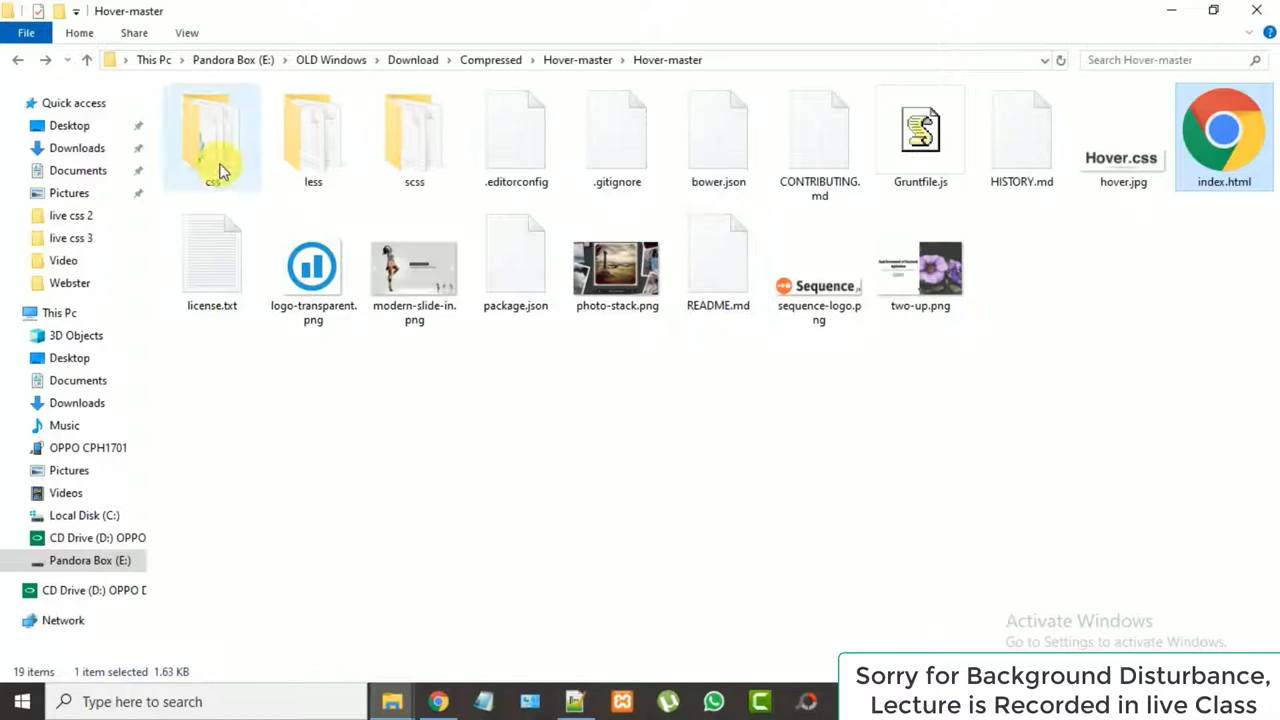 Hover-master
File
Home
Share
View
This Pc
Pandora Box (E:)
OLD Windows
Download
Compressed
Hover-master
Hover-master
Search Hover-master
Quick access
Desktop
Downloads
Documents
Pictures
live css 2
live css 3
Video
Webster
This Pc
3D Objects
Desktop
Documents
Downloads
Music
OPPO CPH1701
Pictures
Videos
Local Disk (C:)
CD Drive (D:) OPPO
Pandora Box (E:)
CD Drive (D:) OPPO D
Network
css
less
scss
.editorconfig
.gitignore
bower.json
CONTRIBUTING.
md
Gruntfile.js
HISTORY.md
Hover.css
hover.jpg
index.html
license.txt
logo-transparent.
png
modern-slide-in.
png
package.json
photo-stack.png
README.md
Sequence.js
sequence-logo.p
ng
two-up.png
Activate Windows
Go to Settings to activate Windows.
19 items
1 item selected 1.63 KB
Sorry for Background Disturbance,
Lecture is Recorded in live Class
Type here to search